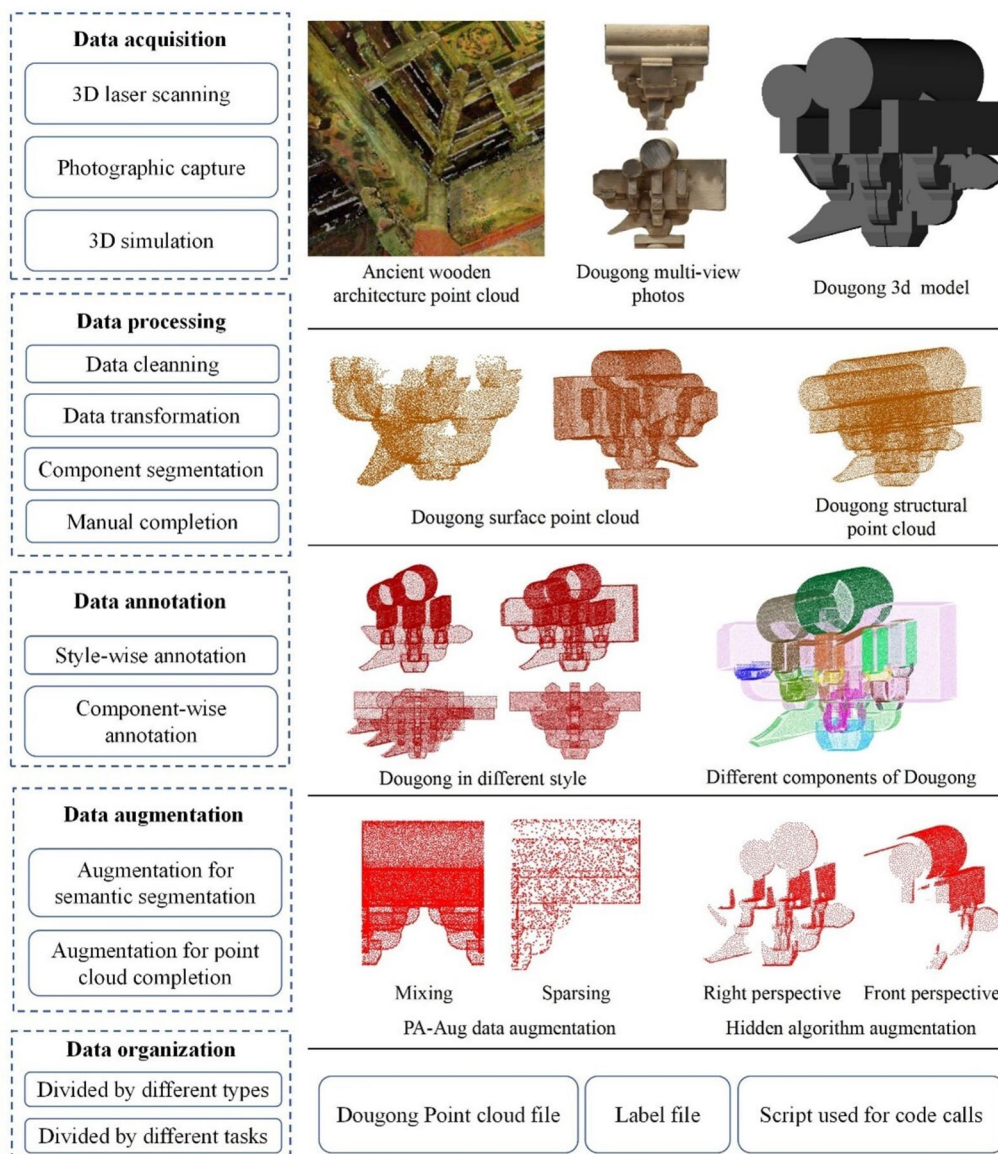 Data acquisition
3D laser scanning
Photographic capture
3D simulation
Ancient wooden
architecture point cloud
Dougong multi-view
photos
Dougong 3d model
Data processing
Data cleanning
Data transformation
Component segmentation
Manual completion
Dougong surface point cloud
Dougong structural
point cloud
Data annotation
Style-wise annotation
Component-wise
annotation
Dougong in different style
Different components of Dougong
Data augmentation
Augmentation for
semantic segmentation
Augmentation for point
cloud completion
Mixing
Sparsing
Right perspective
Front perspective
PA-Aug data augmentation
Hidden algorithm augmentation
Data organization
Divided by different types
Divided by different tasks
Dougong Point cloud file
Label file
Script used for code calls